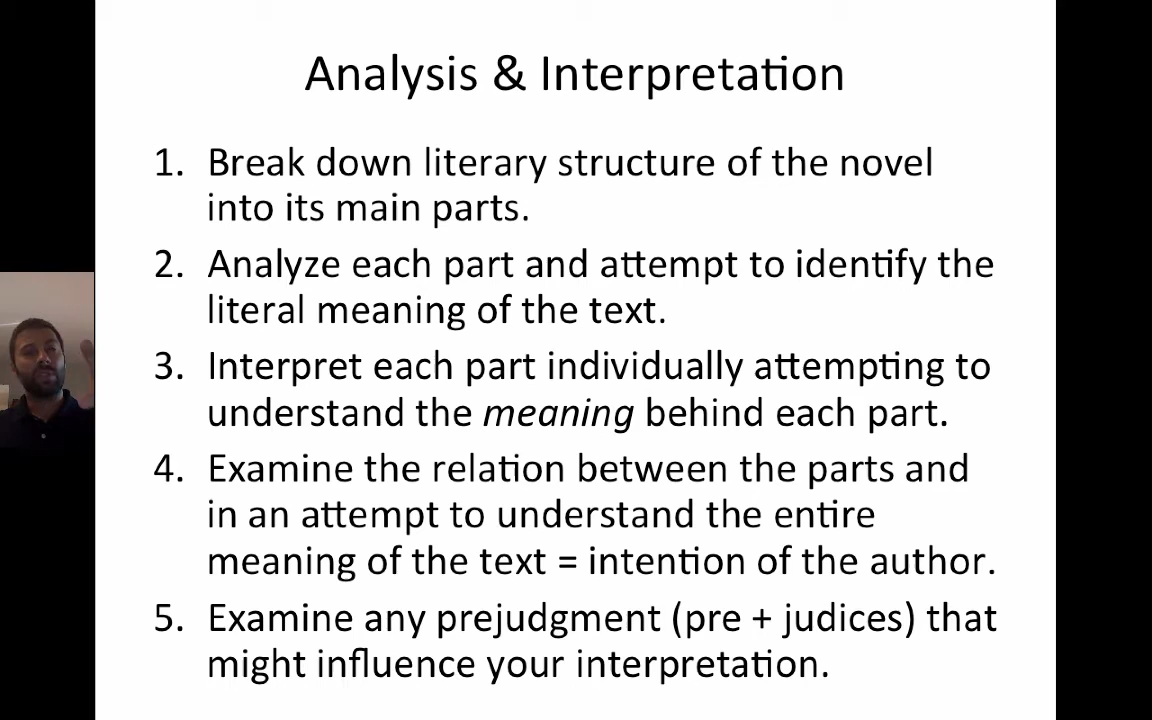 Analysis & Interpretation
1. Break down literary structure of the novel
into its main parts.
2. Analyze each part and attempt to identify the
literal meaning of the text.
3. Interpret each part individually attempting to
understand the meaning behind each part.
4. Examine the relation between the parts and
in an attempt to understand the entire
meaning of the text = intention of the author.
5. Examine any prejudgment (pre + judices) that
might influence your interpretation.